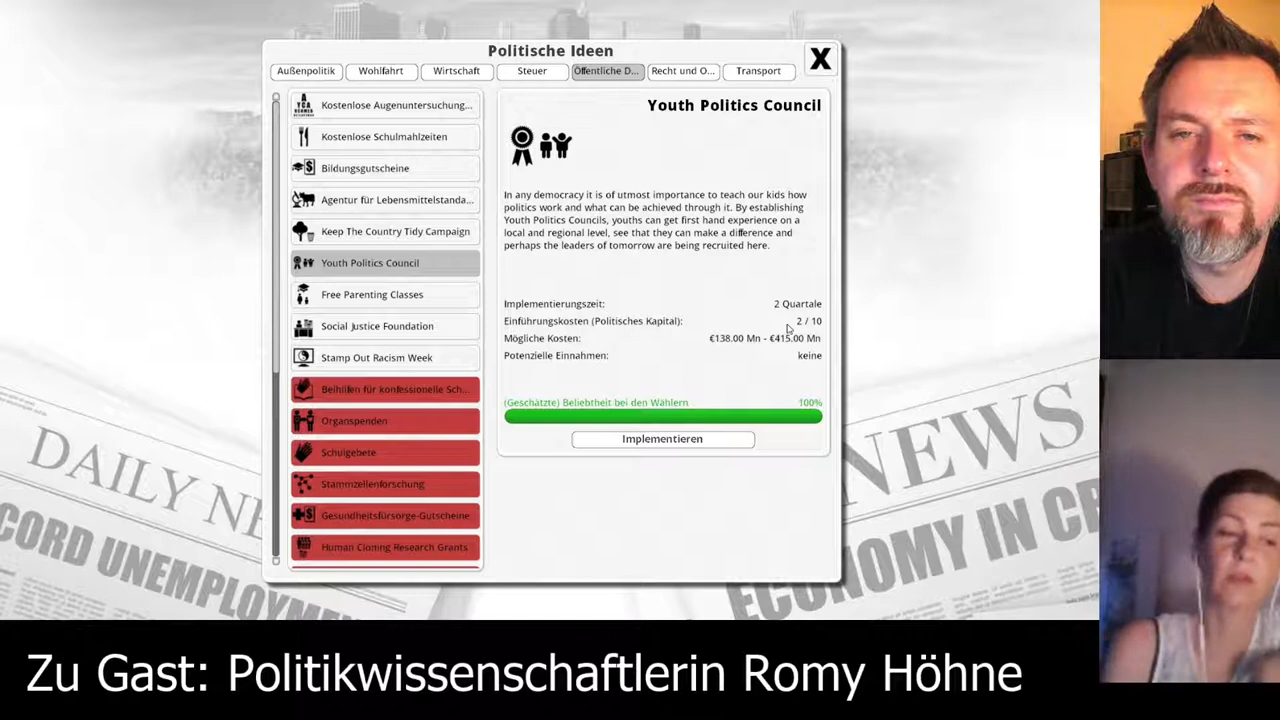 Politische Ideen
X
Außenpolitik
Wohlfahrt
Wirtschaft
Steuer
Öffentliche D...
Recht und O...
Transport
Kostenlose Augenuntersuchung...
Kostenlose Schulmahlzeiten
Bildungsgutscheine
Agentur für Lebensmittelstanda...
Keep The Country Tidy Campaign
Youth Politics Council
Free Parenting Classes
Social Justice Foundation
Stamp Out Racism Week
Beihilfen für konfessionelle Sch...
Organspenden
Schulgebete
Stammzellenforschung
Gesundheitsfürsorge-Gutscheine
Human Cloning Research Grants
Youth Politics Council
In any democracy it is of utmost importance to teach our kids how
politics work and what can be achieved through it. By establishing
Youth Politics Councils, youths can get first hand experience on a
local and regional level, see that they can make a difference and
perhaps the leaders of tomorrow are being recruited here.
Implementierungszeit: 2 Quartale
Einführungskosten (Politisches Kapital): 2 / 10
Mögliche Kosten: €138.00 Mn - €415.00 Mn
Potenzielle Einnahmen: keine
(Geschätzte) Beliebtheit bei den Wählern 100%
Implementieren
DAILY NE
CORD UNEMPLOYME
NEWS
ECONOMY IN CR
Zu Gast: Politikwissenschaftlerin Romy Höhne